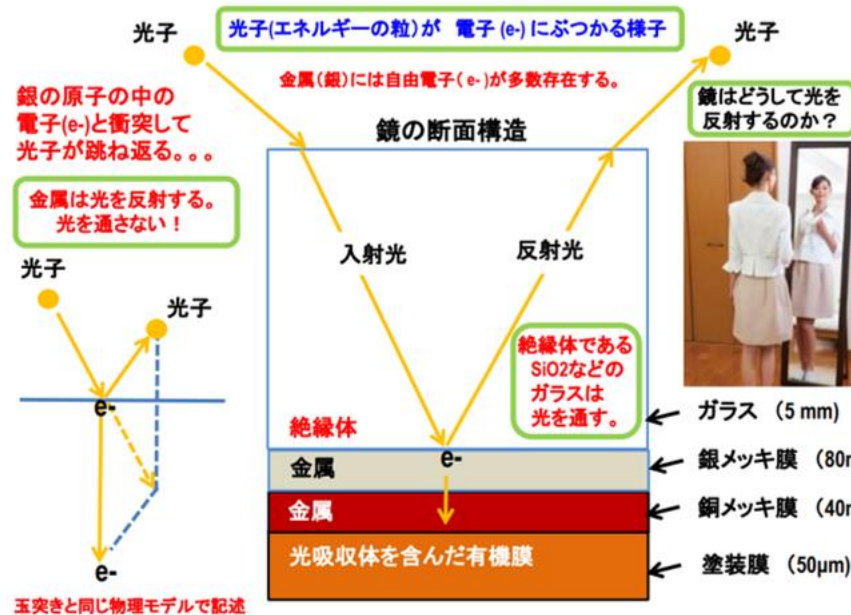 光子
光子(エネルギーの粒)が 電子(e-)にぶつかる様子
光子
金属(銀)には自由電子(e-)が多数存在する。
銀の原子の中の
電子(e-)と衝突して
光子が跳ね返る。。。
鏡はどうして光を
反射するのか?
鏡の断面構造
金属は光を反射する。
光を通さない!
入射光
反射光
光子
光子
絶縁体である
SiO2などの
ガラスは
光を通す。
e-
絶縁体
ガラス (5 mm)
e-
金属
銀メッキ膜 (80
金属
銅メッキ膜 (40
光吸収体を含んだ有機膜
塗装膜 (50μm)
e-
玉突きと同じ物理モデルで記述